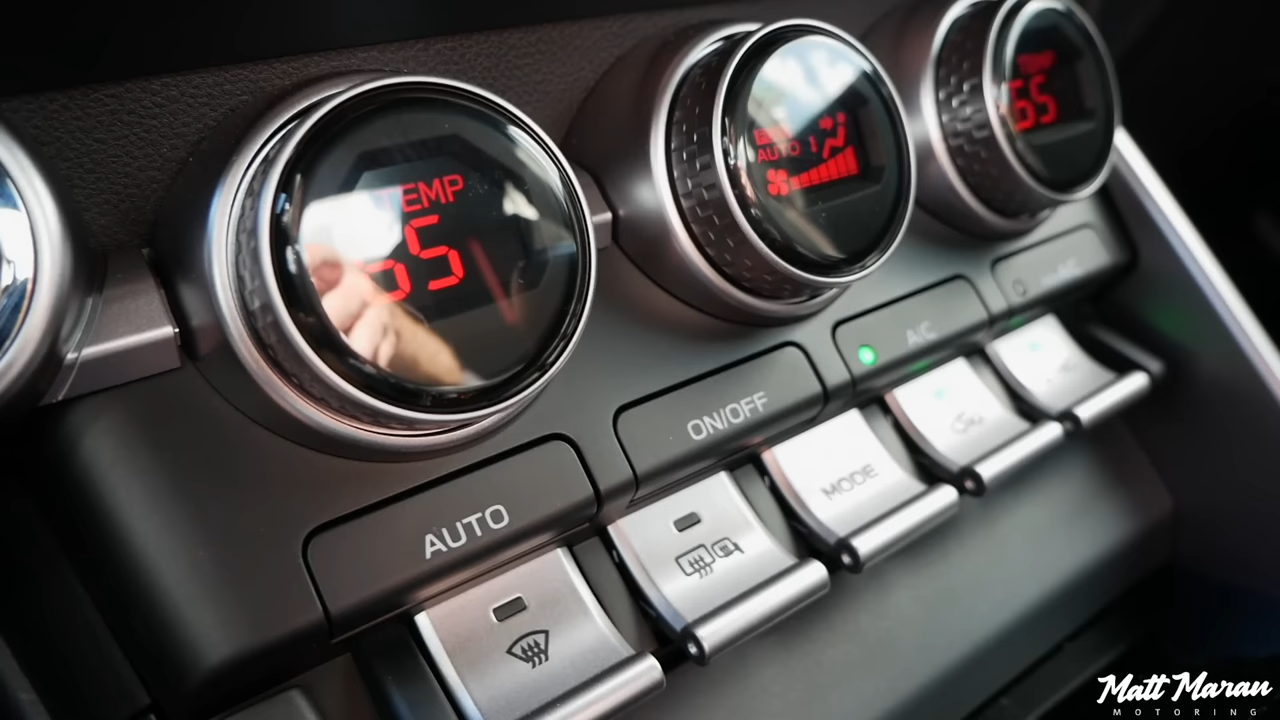 TEMP
65
AUTO
65
AUTO
ON/OFF
A/C
MODE
Matt Maran
MOTORING